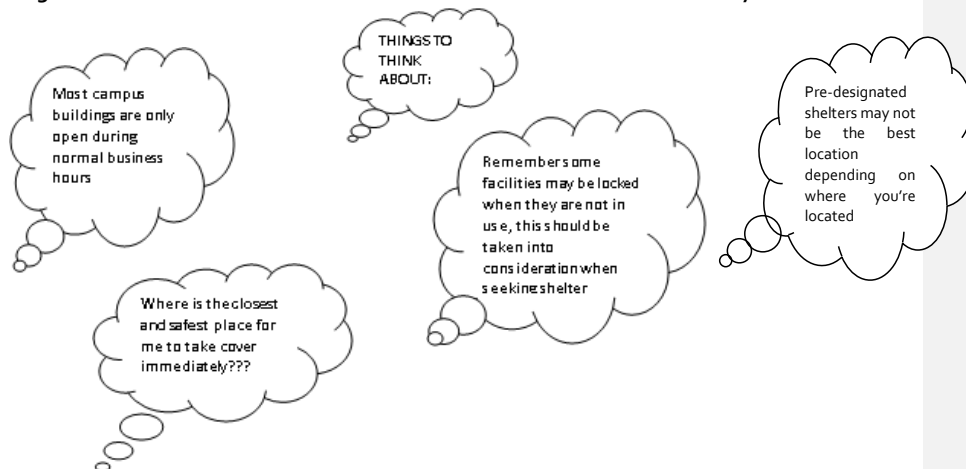 THINGS TO
THINK
ABOUT:
Most campus
buildings are only
open during
normal business
hours
Remember some
facilities may be locked
when they are not in
use, this should be
taken into
consideration when
seeking shelter
Pre-designated
shelters may not
be the best
location
depending on
where you're
located
Where is the closest
and safest place for
me to take cover
immediately???